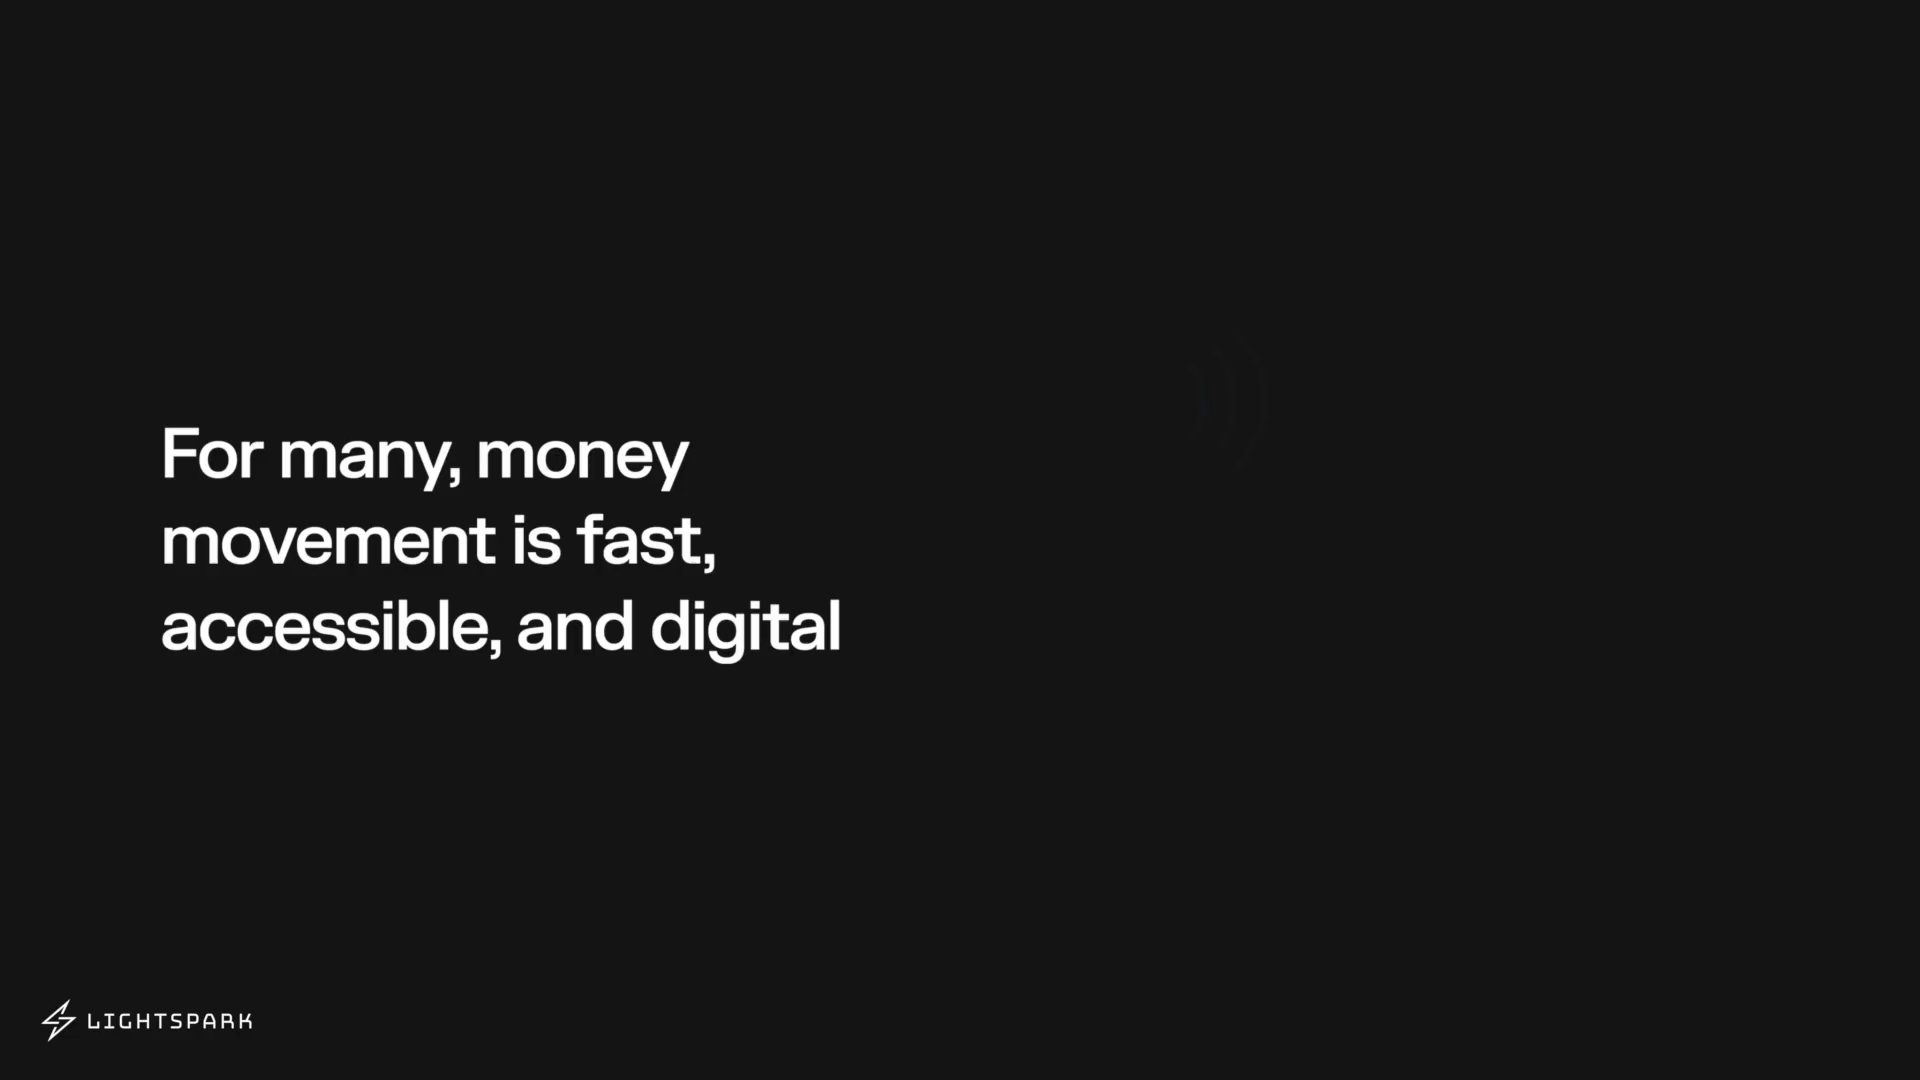 For many, money
movement is fast,
accessible, and digital
LIGHTSPARK